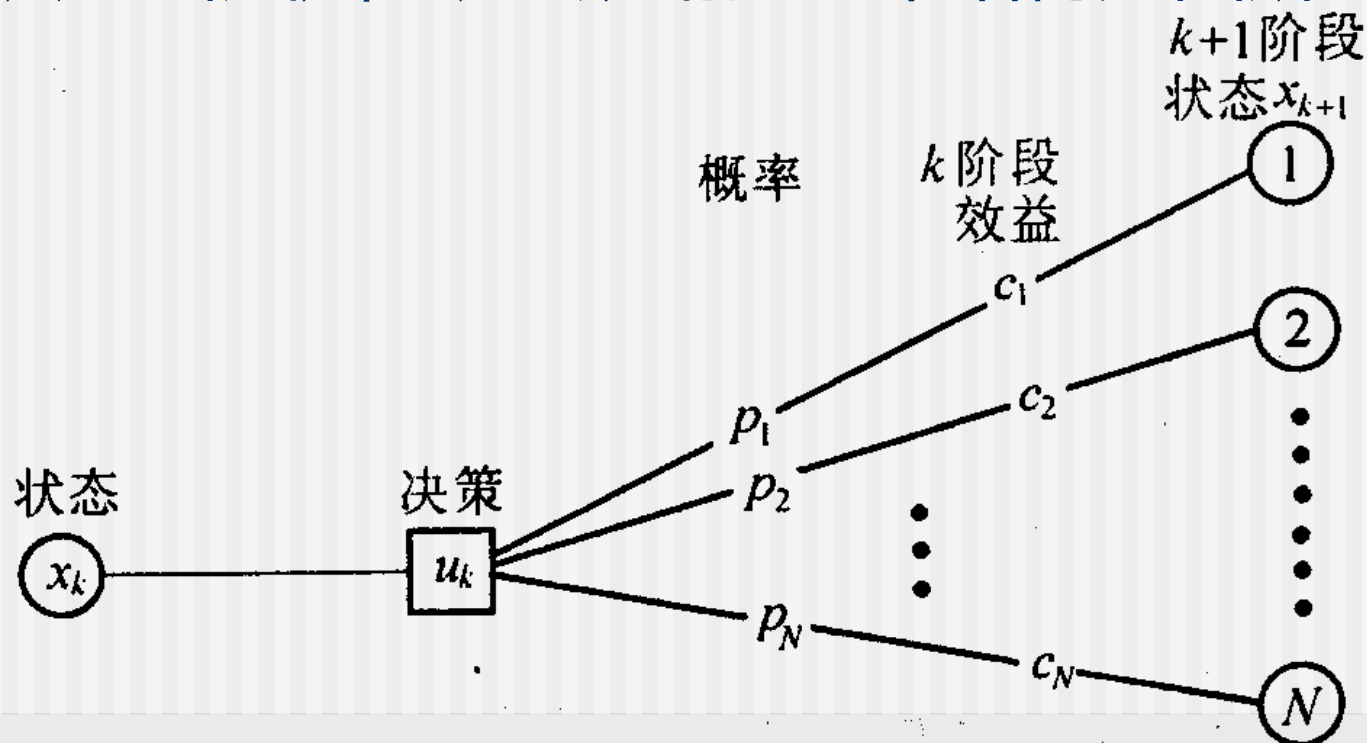 k+1阶段
状态x_{k+1}
概率
k阶段
效益
1
c_1
2
c_2
p_1
p_2
状态
决策
x_k
u_k
p_N
c_N
N